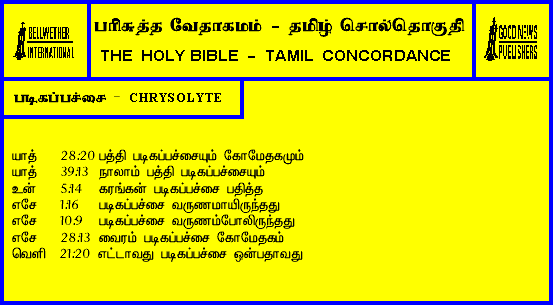 BELLWETHER
INTERNATIONAL
பரிசுத்த வேதாகமம் - தமிழ் சொல்தொகுதி
THE HOLY BIBLE - TAMIL CONCORDANCE
GOOD NEWS
PUBLISHERS
படிகப்பச்சை - CHRYSOLYTE
யாத் 28:20 பத்தி படிகப்பச்சையும் கோமேதகமும்
யாத் 39:13 நாலாம் பத்தி படிகப்பச்சையும்
உன் 5:14 கரங்கள் படிகப்பச்சை பதித்த
எசே 1:16 படிகப்பச்சை வருணமாயிருந்தது
எசே 10:9 படிகப்பச்சை வருணம்போலிருந்தது
எசே 28:13 வைரம் படிகப்பச்சை கோமேதகம்
வெளி 21:20 எட்டாவது படிகப்பச்சை ஒன்பதாவது